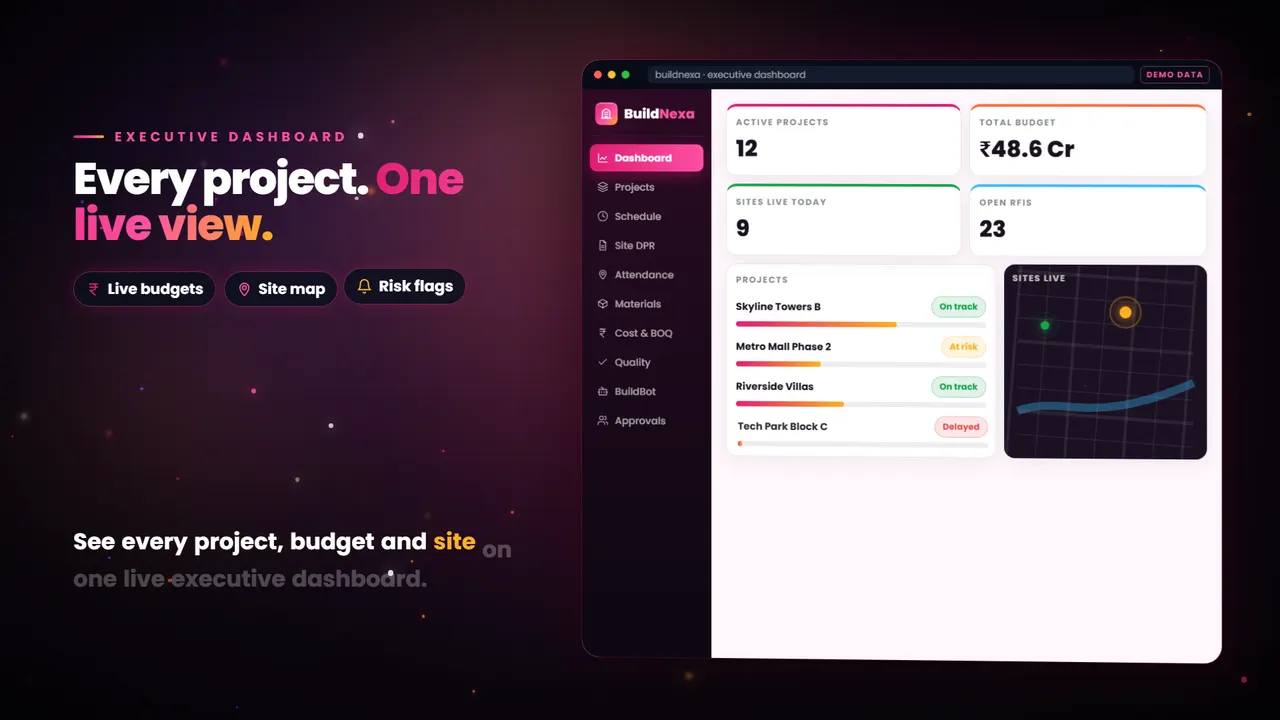 EXECUTIVE DASHBOARD
Every project. One
live view.
₹ Live budgets
Site map
Risk flags
See every project, budget and site on
one live executive dashboard.
buildnexa · executive dashboard
DEMO DATA
BuildNexa
Dashboard
Projects
Schedule
Site DPR
Attendance
Materials
₹ Cost & BOQ
Quality
BuildBot
Approvals
ACTIVE PROJECTS
12
TOTAL BUDGET
₹48.6 Cr
SITES LIVE TODAY
9
OPEN RFIS
23
PROJECTS
Skyline Towers B
On track
Metro Mall Phase 2
At risk
Riverside Villas
On track
Tech Park Block C
Delayed
SITES LIVE